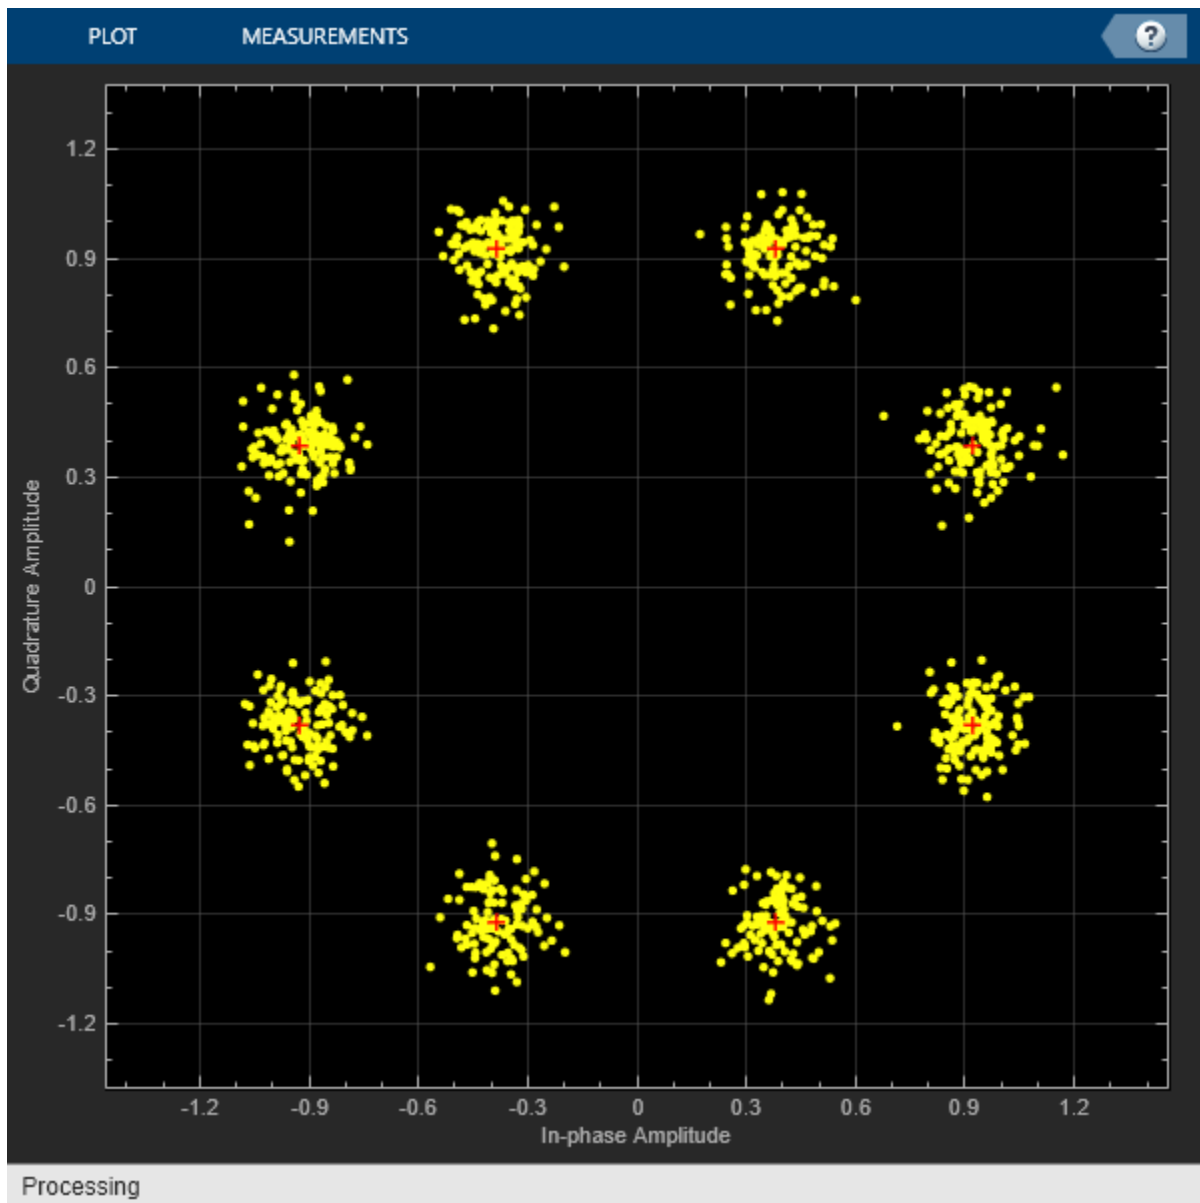 PLOT MEASUREMENTS ?
1.2
0.9
0.6
0.3
0
-0.3
-0.6
-0.9
-1.2
Quadrature Amplitude
-1.2 -0.9 -0.6 -0.3 0 0.3 0.6 0.9 1.2
In-phase Amplitude
Processing